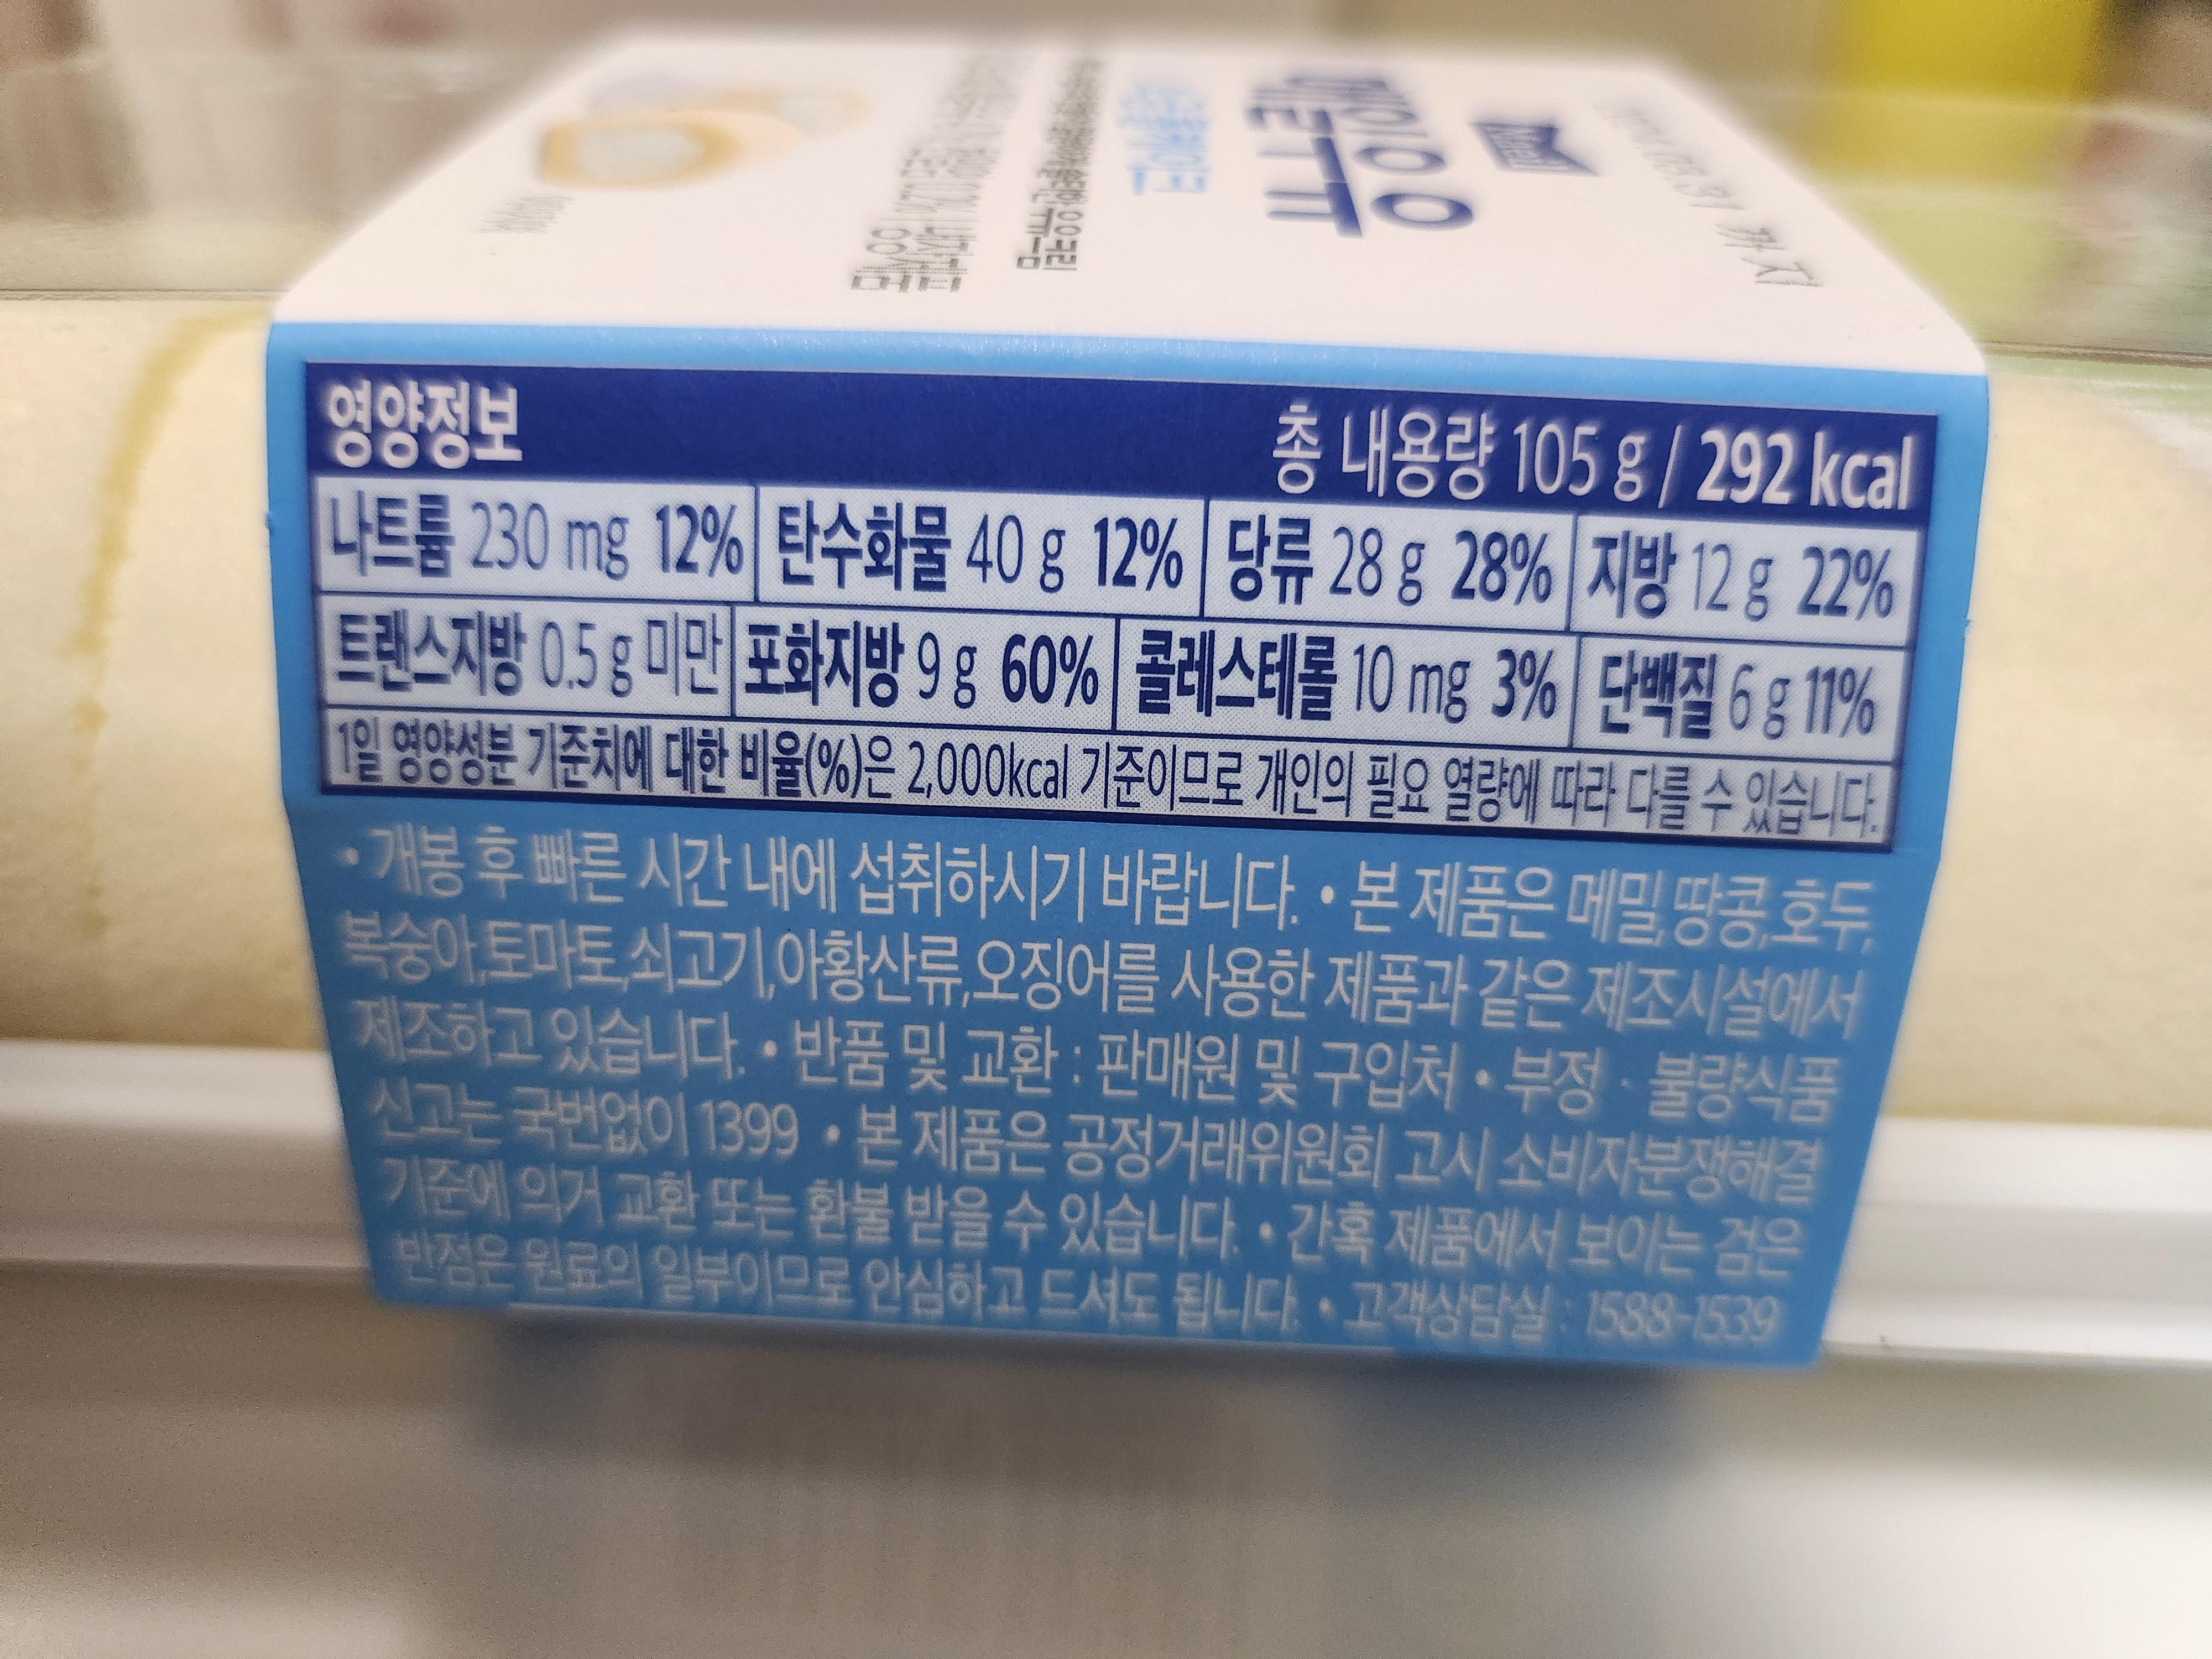 매일우유
영양정보 총 내용량 105 g / 292 kcal
나트륨 230 mg 12% 탄수화물 40 g 12% 당류 28 g 28% 지방 12 g 22%
트랜스지방 0.5 g 미만 포화지방 9 g 60% 콜레스테롤 10 mg 3% 단백질 6 g 11%
1일 영양성분 기준치에 대한 비율(%)은 2,000kcal 기준이므로 개인의 필요 열량에 따라 다를 수 있습니다.
• 개봉 후 빠른 시간 내에 섭취하시기 바랍니다. • 본 제품은 메밀,땅콩,호두,
복숭아,토마토,쇠고기,아황산류,오징어를 사용한 제품과 같은 제조시설에서
제조하고 있습니다. • 반품 및 교환 : 판매원 및 구입처 • 부정 · 불량식품
신고는 국번없이 1399 • 본 제품은 공정거래위원회 고시 소비자분쟁해결
기준에 의거 교환 또는 환불 받을 수 있습니다. • 간혹 제품에서 보이는 검은
반점은 원료의 일부이므로 안심하고 드셔도 됩니다. • 고객상담실 : 1588-1539